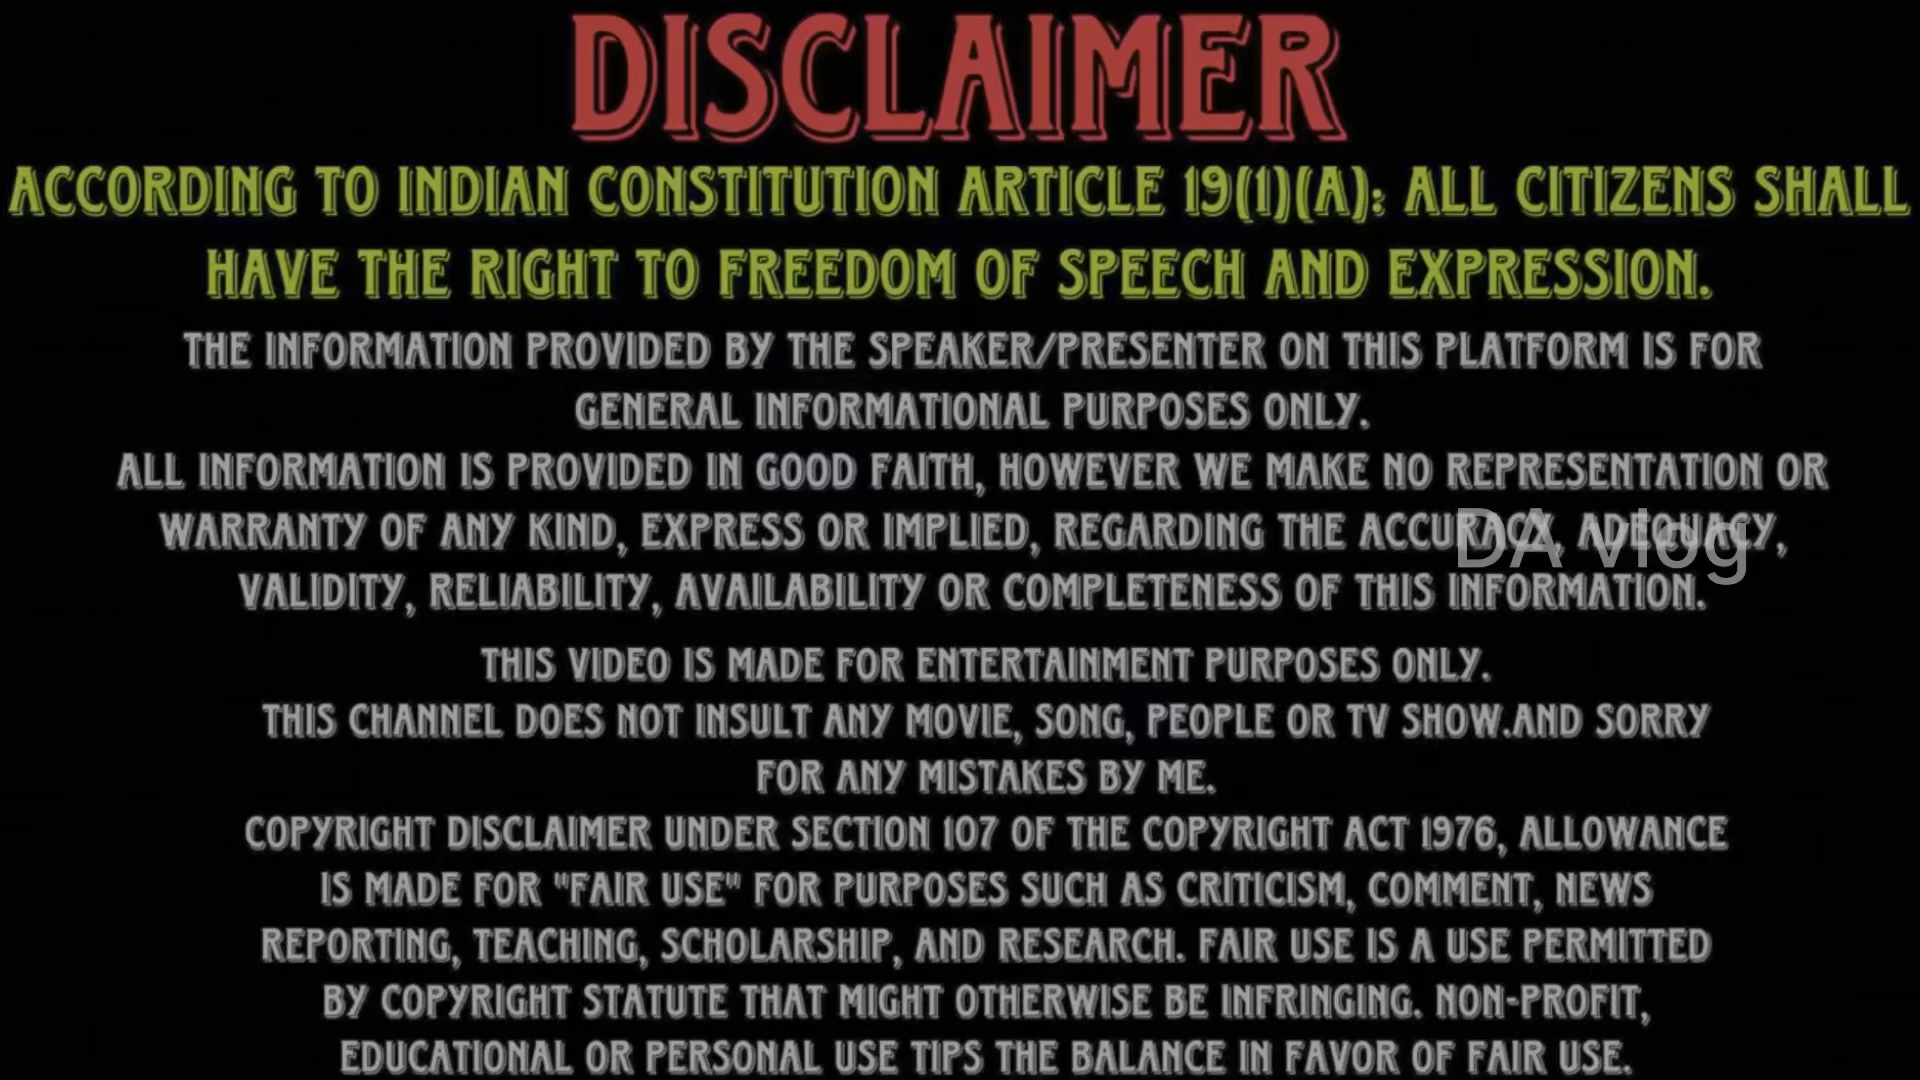 DISCLAIMER
ACCORDING TO INDIAN CONSTITUTION ARTICLE 19(1)(A): ALL CITIZENS SHALL
HAVE THE RIGHT TO FREEDOM OF SPEECH AND EXPRESSION.
THE INFORMATION PROVIDED BY THE SPEAKER/PRESENTER ON THIS PLATFORM IS FOR
GENERAL INFORMATIONAL PURPOSES ONLY.
ALL INFORMATION IS PROVIDED IN GOOD FAITH, HOWEVER WE MAKE NO REPRESENTATION OR
WARRANTY OF ANY KIND, EXPRESS OR IMPLIED, REGARDING THE ACCURACY, ADEQUACY,
DA vlog
VALIDITY, RELIABILITY, AVAILABILITY OR COMPLETENESS OF THIS INFORMATION.
THIS VIDEO IS MADE FOR ENTERTAINMENT PURPOSES ONLY.
THIS CHANNEL DOES NOT INSULT ANY MOVIE, SONG, PEOPLE OR TV SHOW.AND SORRY
FOR ANY MISTAKES BY ME.
COPYRIGHT DISCLAIMER UNDER SECTION 107 OF THE COPYRIGHT ACT 1976, ALLOWANCE
IS MADE FOR "FAIR USE" FOR PURPOSES SUCH AS CRITICISM, COMMENT, NEWS
REPORTING, TEACHING, SCHOLARSHIP, AND RESEARCH. FAIR USE IS A USE PERMITTED
BY COPYRIGHT STATUTE THAT MIGHT OTHERWISE BE INFRINGING. NON-PROFIT,
EDUCATIONAL OR PERSONAL USE TIPS THE BALANCE IN FAVOR OF FAIR USE.